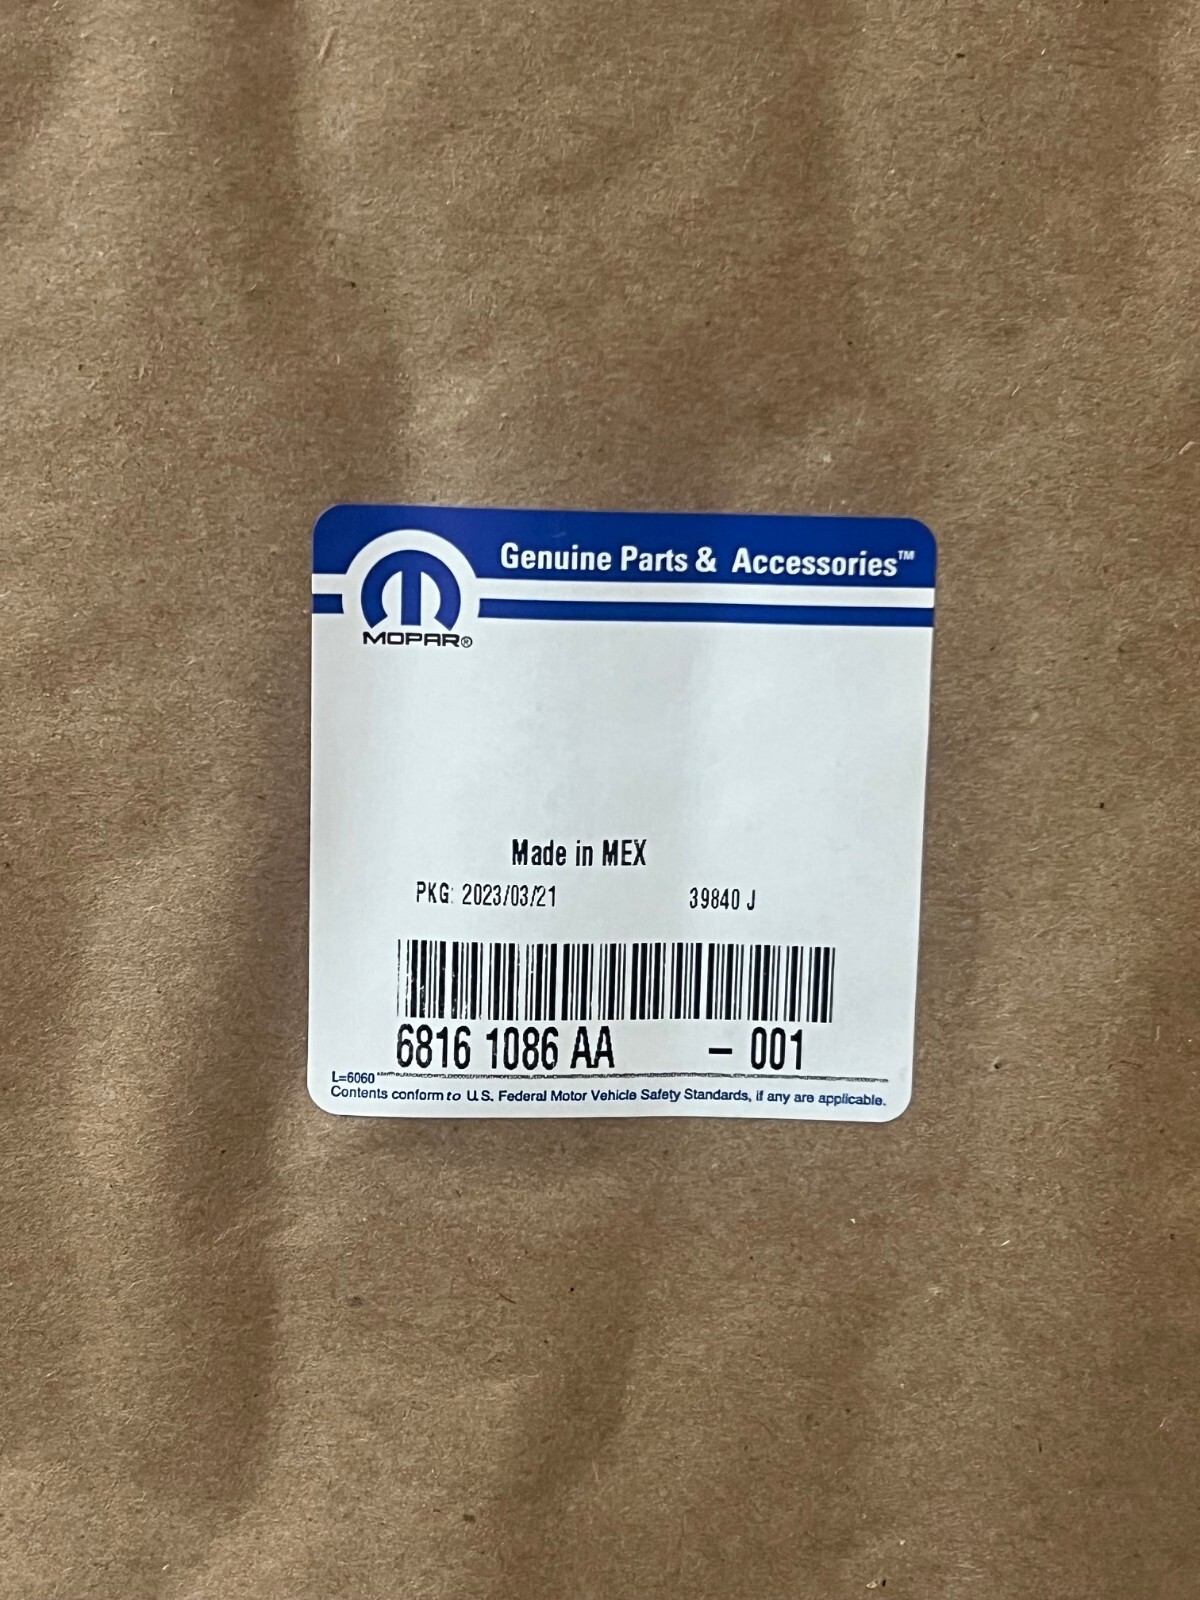 Genuine Parts & Accessories™
MOPAR®
Made in MEX
PKG: 2023/03/21 39840 J
6816 1086 AA - 001
L=6060
Contents conform to U.S. Federal Motor Vehicle Safety Standards, if any are applicable.